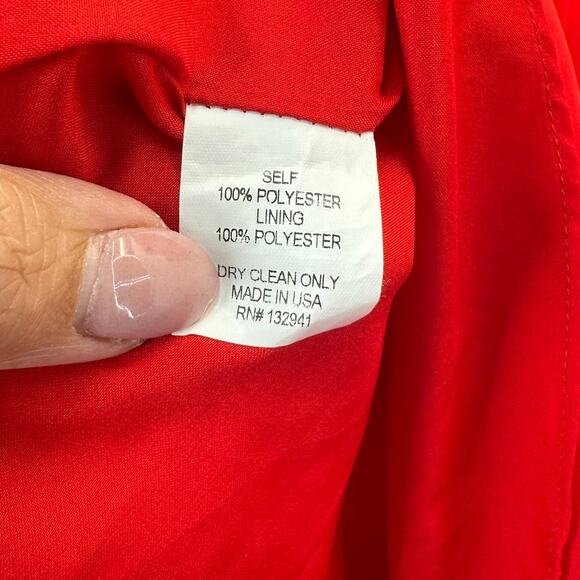 SELF
100% POLYESTER
LINING
100% POLYESTER
DRY CLEAN ONLY
MADE IN USA
RN# 132941